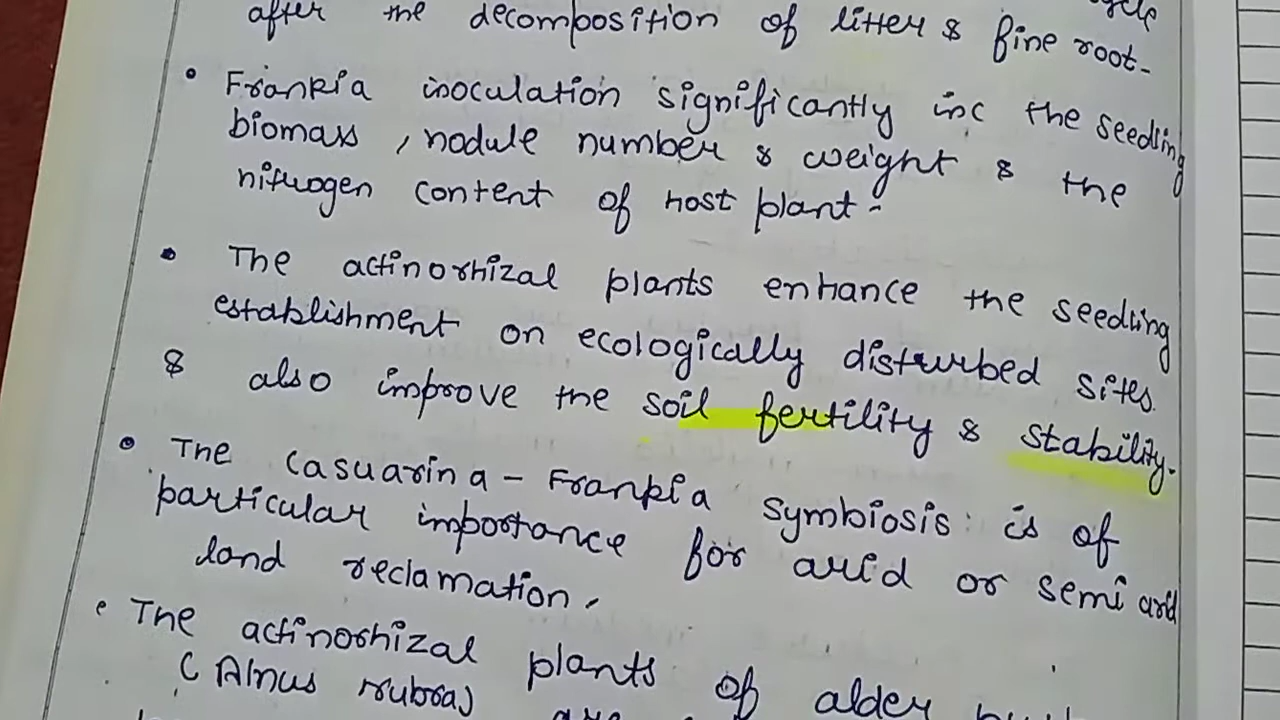 after the decomposition of litter & fine root-
• Frankia inoculation significantly inc the seedling
biomass, nodule number & weight & the
nitrogen content of host plant.
• The actinorhizal plants enhance the seedling
establishment on ecologically disturbed sites.
& also improve the soil fertility & stability.
• The Casuarina - Frankia symbiosis is of
particular importance for arid or semi arid
land reclamation.
• The actinorhizal plants of alder
(Alnus rubra)